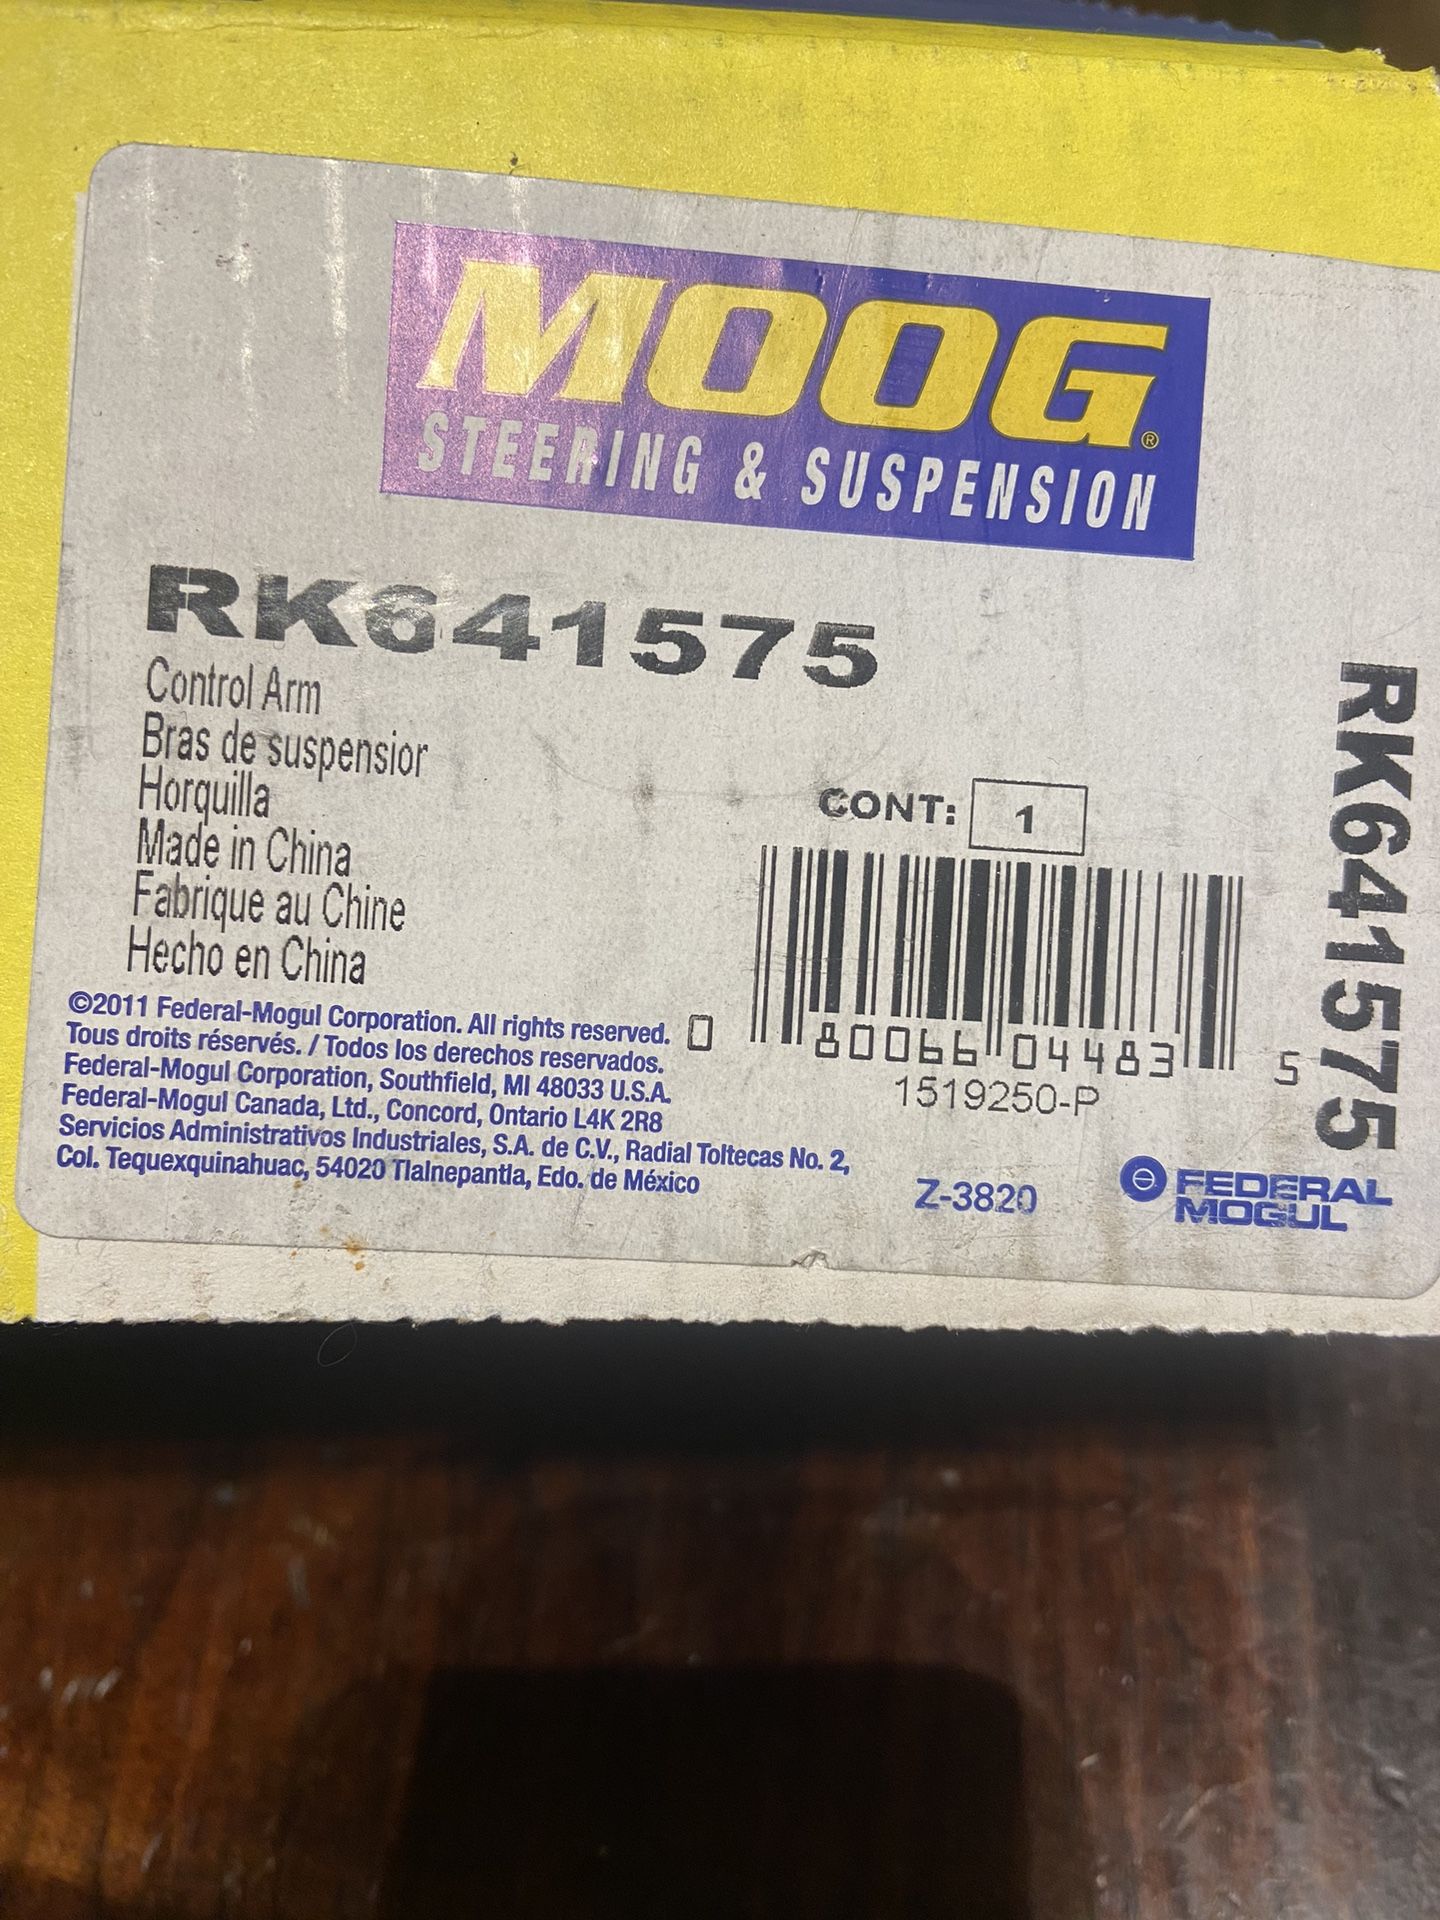 MOOG®
STEERING & SUSPENSION
RK641575
Control Arm
Bras de suspension
Horquilla
Made in China
Fabrique au Chine
Hecho en China
CONT: 1
0 80066 04483 5
1519250-P
©2011 Federal-Mogul Corporation. All rights reserved.
Tous droits réservés. / Todos los derechos reservados.
Federal-Mogul Corporation, Southfield, MI 48033 U.S.A.
Federal-Mogul Canada, Ltd., Concord, Ontario L4K 2R8
Servicios Administrativos Industriales, S.A. de C.V., Radial Toltecas No. 2,
Col. Tequexquinahuac, 54020 Tlalnepantla, Edo. de México
Z-3820
FEDERAL
MOGUL
RK641575